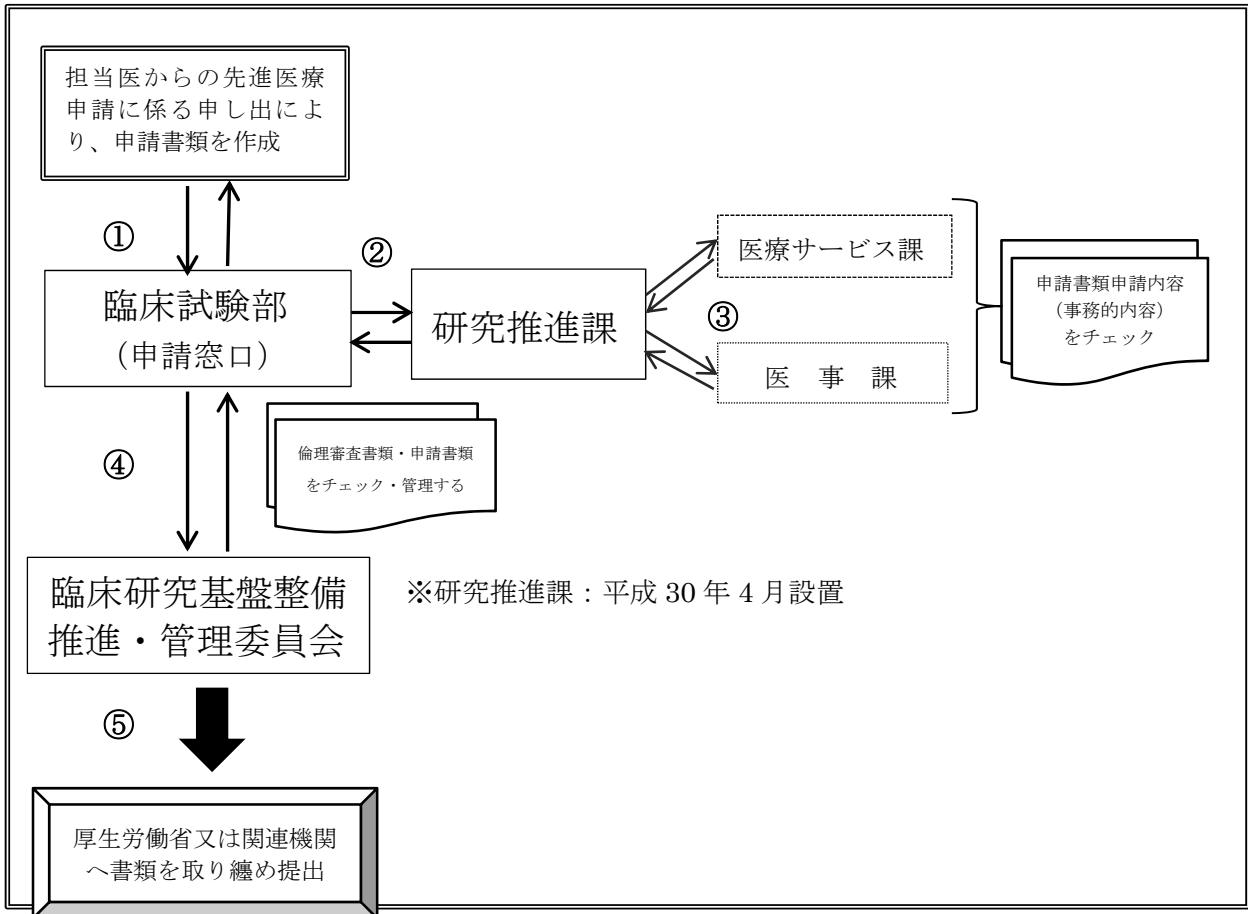 担当医からの先進医療
申請に係る申し出によ
り、申請書類を作成
①
②
臨床試験部
(申請窓口)
研究推進課
医療サービス課
③
医 事 課
申請書類申請内容
(事務的内容)
をチェック
④
倫理審査書類・申請書類
をチェック・管理する
臨床研究基盤整備
推進・管理委員会
※研究推進課:平成 30 年 4 月設置
⑤
厚生労働省又は関連機関
へ書類を取り纏め提出